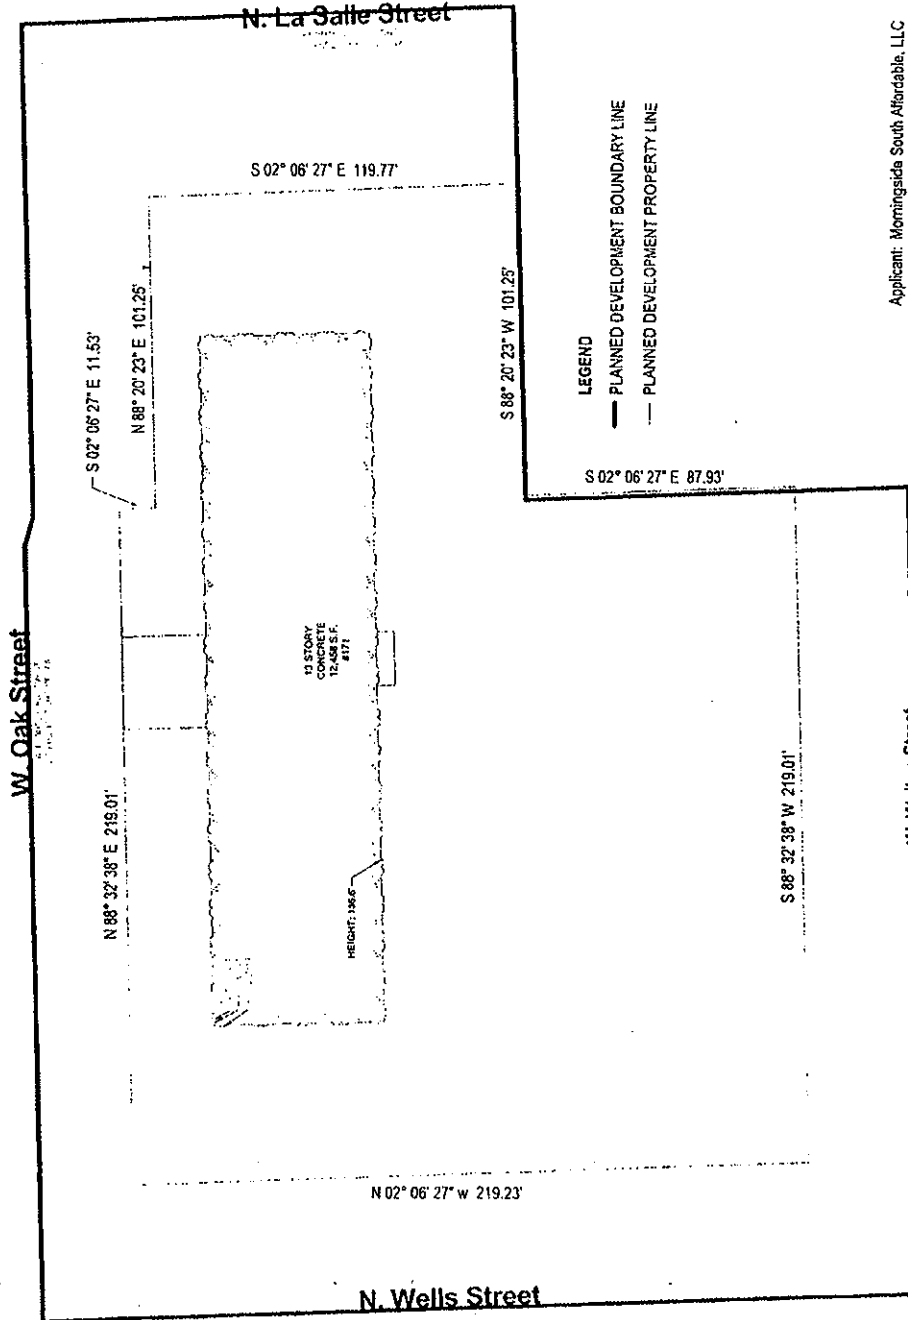 N. La Salle Street
S 02° 06' 27" E 119.77'
S 02° 06' 27" E 11.53'
N 88° 20' 23" E 101.25'
S 88° 20' 23" W 101.25'
LEGEND
PLANNED DEVELOPMENT BOUNDARY LINE
PLANNED DEVELOPMENT PROPERTY LINE
Applicant: Morningside South Affordable, LLC
S 02° 06' 27" E 87.93'
W. Oak Street
13 STORY
CONCRETE
12,458 S.F.
#171
N 88° 32' 38" E 219.01'
HEIGHT: 136.6'
S 88° 32' 38" W 219.01'
N 02° 06' 27" w 219.23'
N. Wells Street